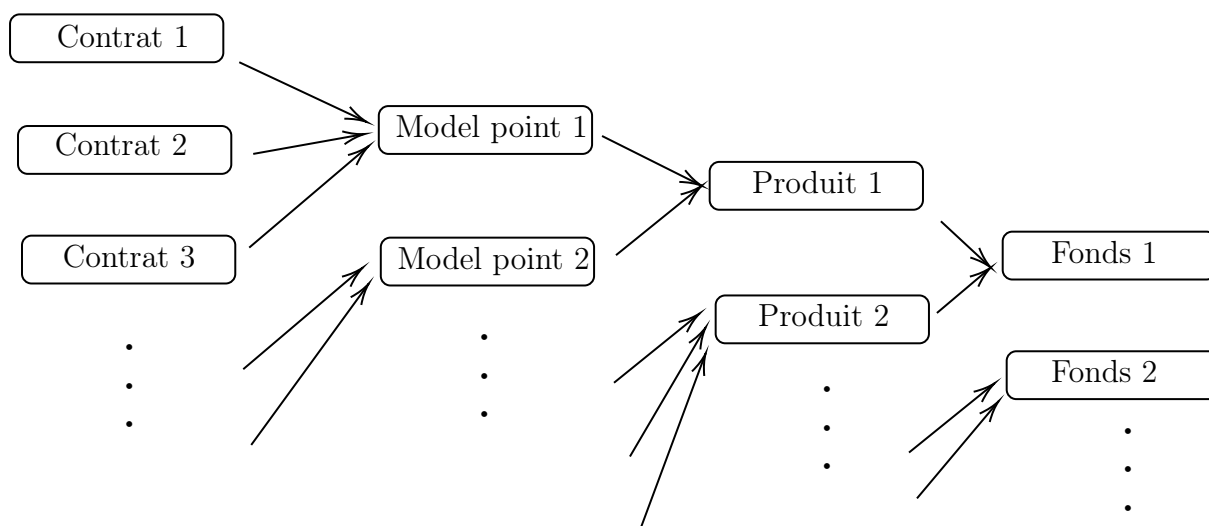 Contrat 1
Contrat 2
Contrat 3
Model point 1
Model point 2
Produit 1
Produit 2
Fonds 1
Fonds 2